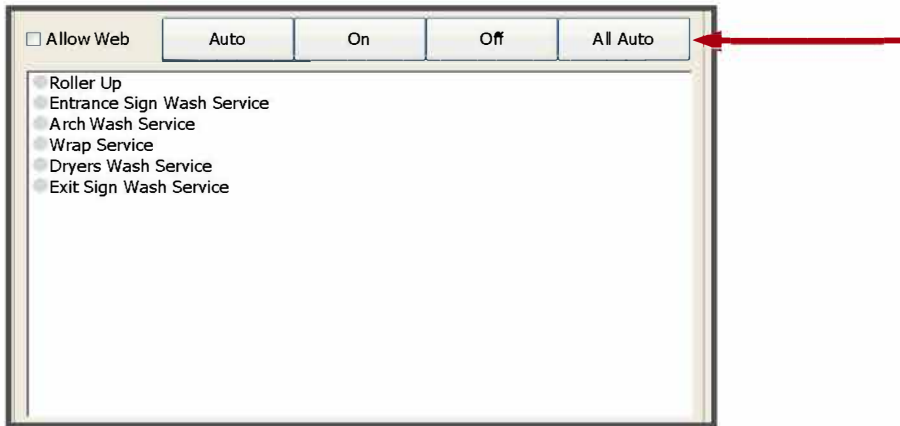 Allow Web Auto On Off All Auto
Roller Up
Entrance Sign Wash Service
Arch Wash Service
Wrap Service
Dryers Wash Service
Exit Sign Wash Service